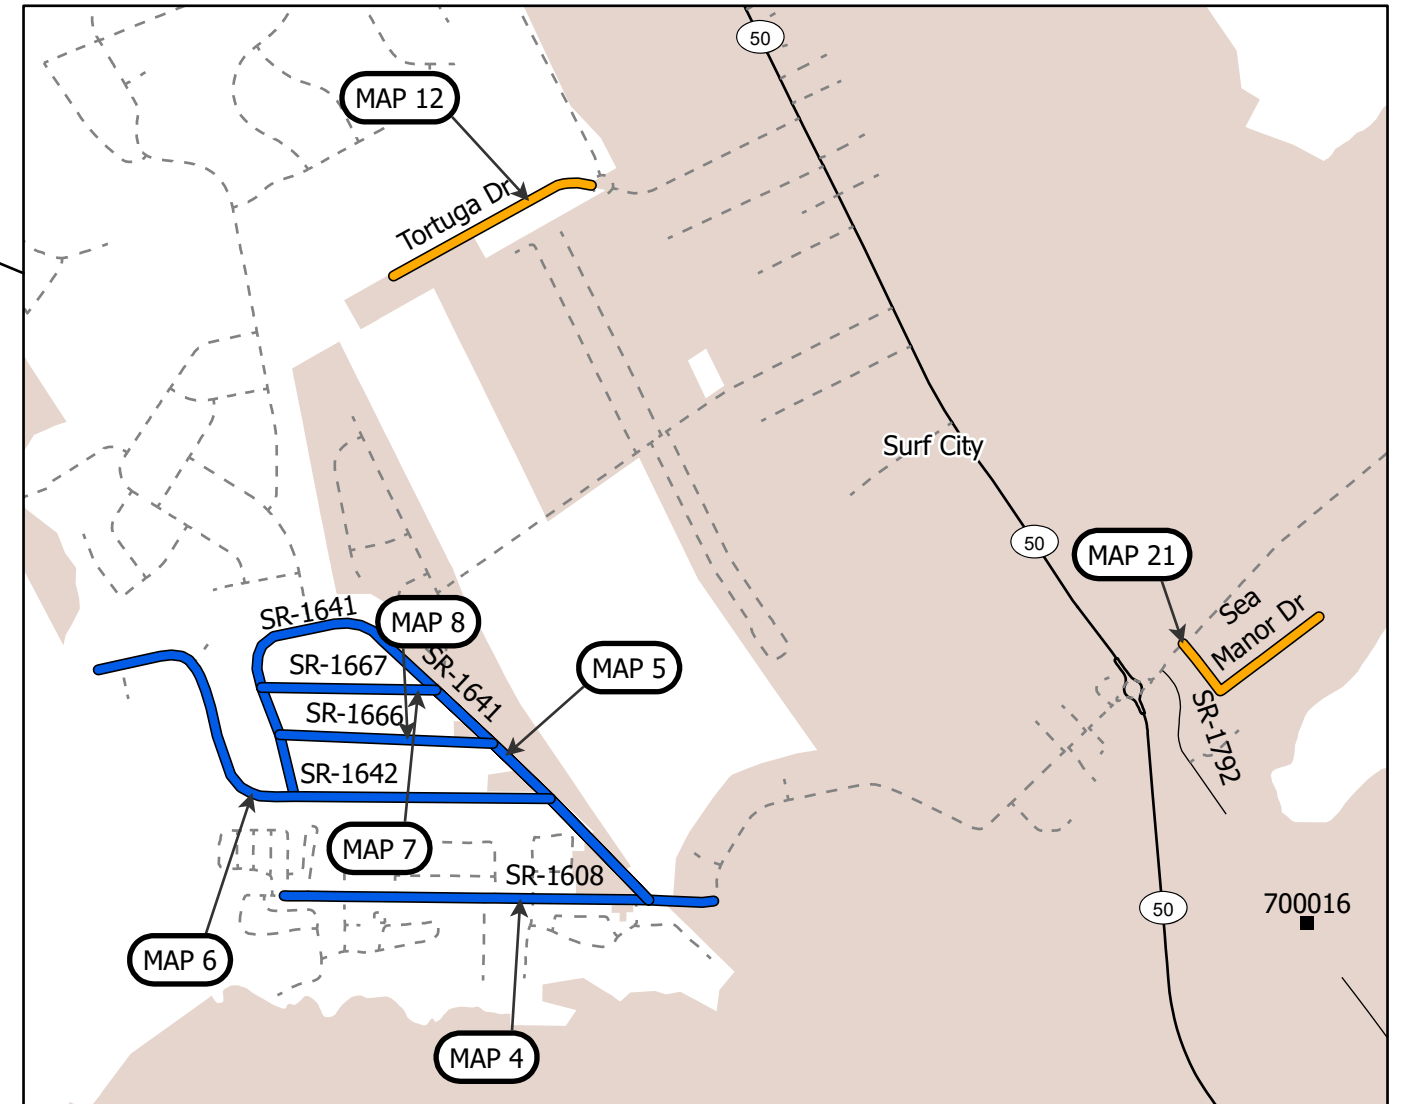 50
MAP 12
Tortuga Dr
Surf City
50
MAP 21
Sea
Manor Dr
SR-1641
MAP 8
SR-1641
MAP 5
SR-1667
SR-1666
SR-1642
SR-1792
MAP 7
SR-1608
50
700016
MAP 6
MAP 4